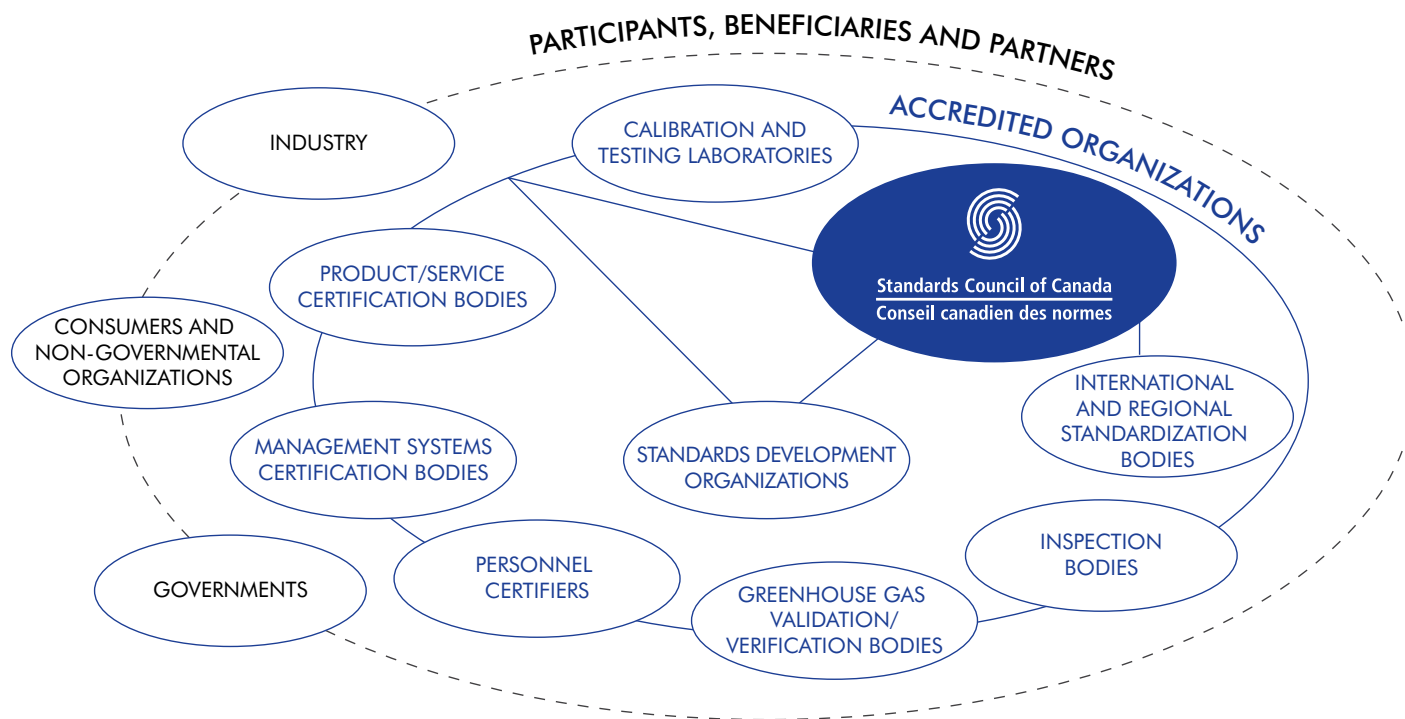 PARTICIPANTS, BENEFICIARIES AND PARTNERS
ACCREDITED ORGANIZATIONS
INDUSTRY
CALIBRATION AND
TESTING LABORATORIES
Standards Council of Canada
Conseil canadien des normes
PRODUCT/SERVICE
CERTIFICATION BODIES
CONSUMERS AND
NON-GOVERNMENTAL
ORGANIZATIONS
INTERNATIONAL
AND REGIONAL
STANDARDIZATION
BODIES
MANAGEMENT SYSTEMS
CERTIFICATION BODIES
STANDARDS DEVELOPMENT
ORGANIZATIONS
INSPECTION
BODIES
PERSONNEL
CERTIFIERS
GOVERNMENTS
GREENHOUSE GAS
VALIDATION/
VERIFICATION BODIES